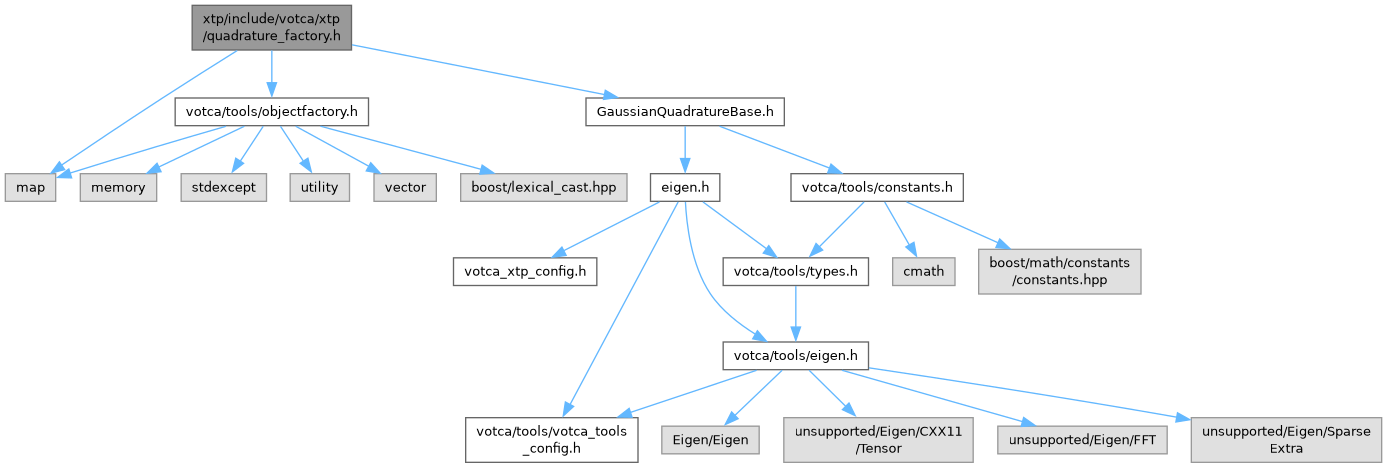 xtp/include/votca/xtp
/quadrature_factory.h
votca/tools/objectfactory.h
GaussianQuadratureBase.h
map
memory
stdexcept
utility
vector
boost/lexical_cast.hpp
eigen.h
votca/tools/constants.h
votca_xtp_config.h
votca/tools/types.h
cmath
boost/math/constants
/constants.hpp
votca/tools/eigen.h
votca/tools/votca_tools
_config.h
Eigen/Eigen
unsupported/Eigen/CXX11
/Tensor
unsupported/Eigen/FFT
unsupported/Eigen/Sparse
Extra